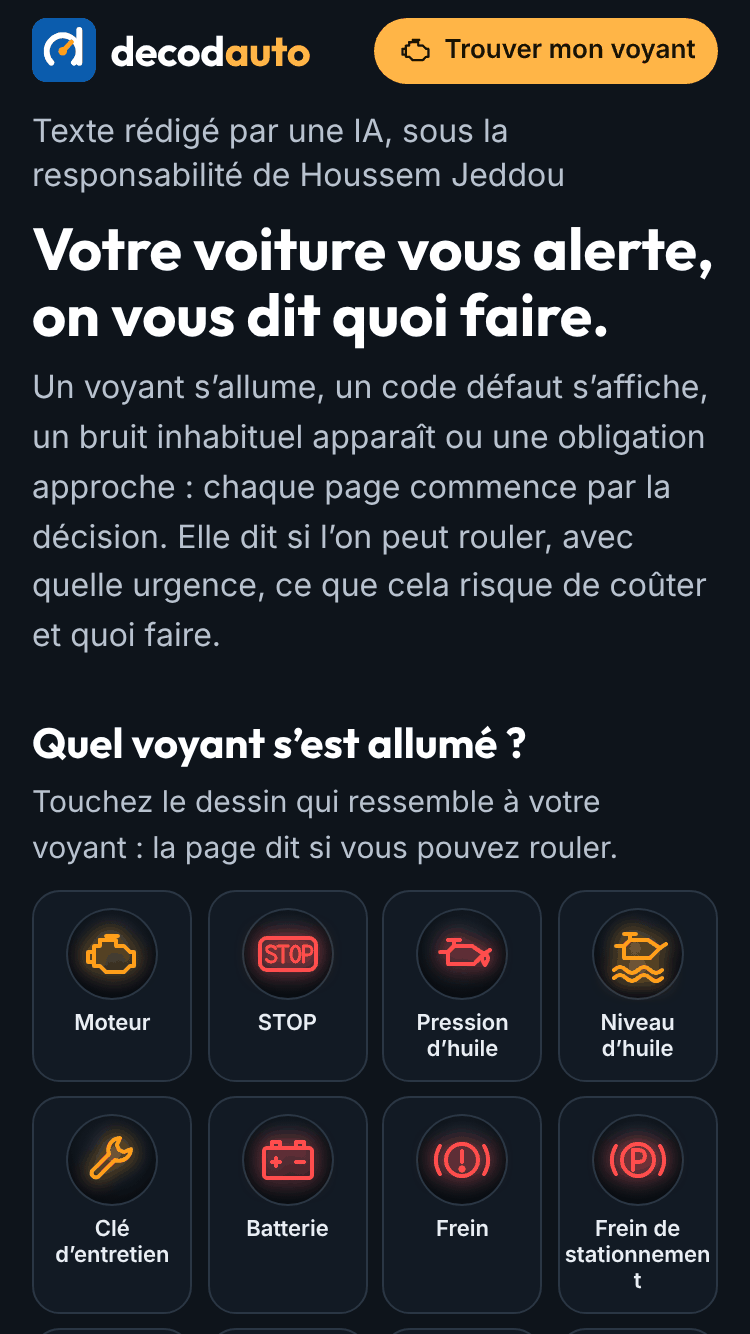 decodauto
Trouver mon voyant
Texte rédigé par une IA, sous la
responsabilité de Houssem Jeddou
Votre voiture vous alerte,
on vous dit quoi faire.
Un voyant s’allume, un code défaut s’affiche,
un bruit inhabituel apparaît ou une obligation
approche : chaque page commence par la
décision. Elle dit si l’on peut rouler, avec
quelle urgence, ce que cela risque de coûter
et quoi faire.
Quel voyant s’est allumé ?
Touchez le dessin qui ressemble à votre
voyant : la page dit si vous pouvez rouler.
Moteur
STOP
STOP
Pression
d’huile
Niveau
d’huile
Clé
d’entretien
Batterie
Frein
P
Frein de
stationnemen
t